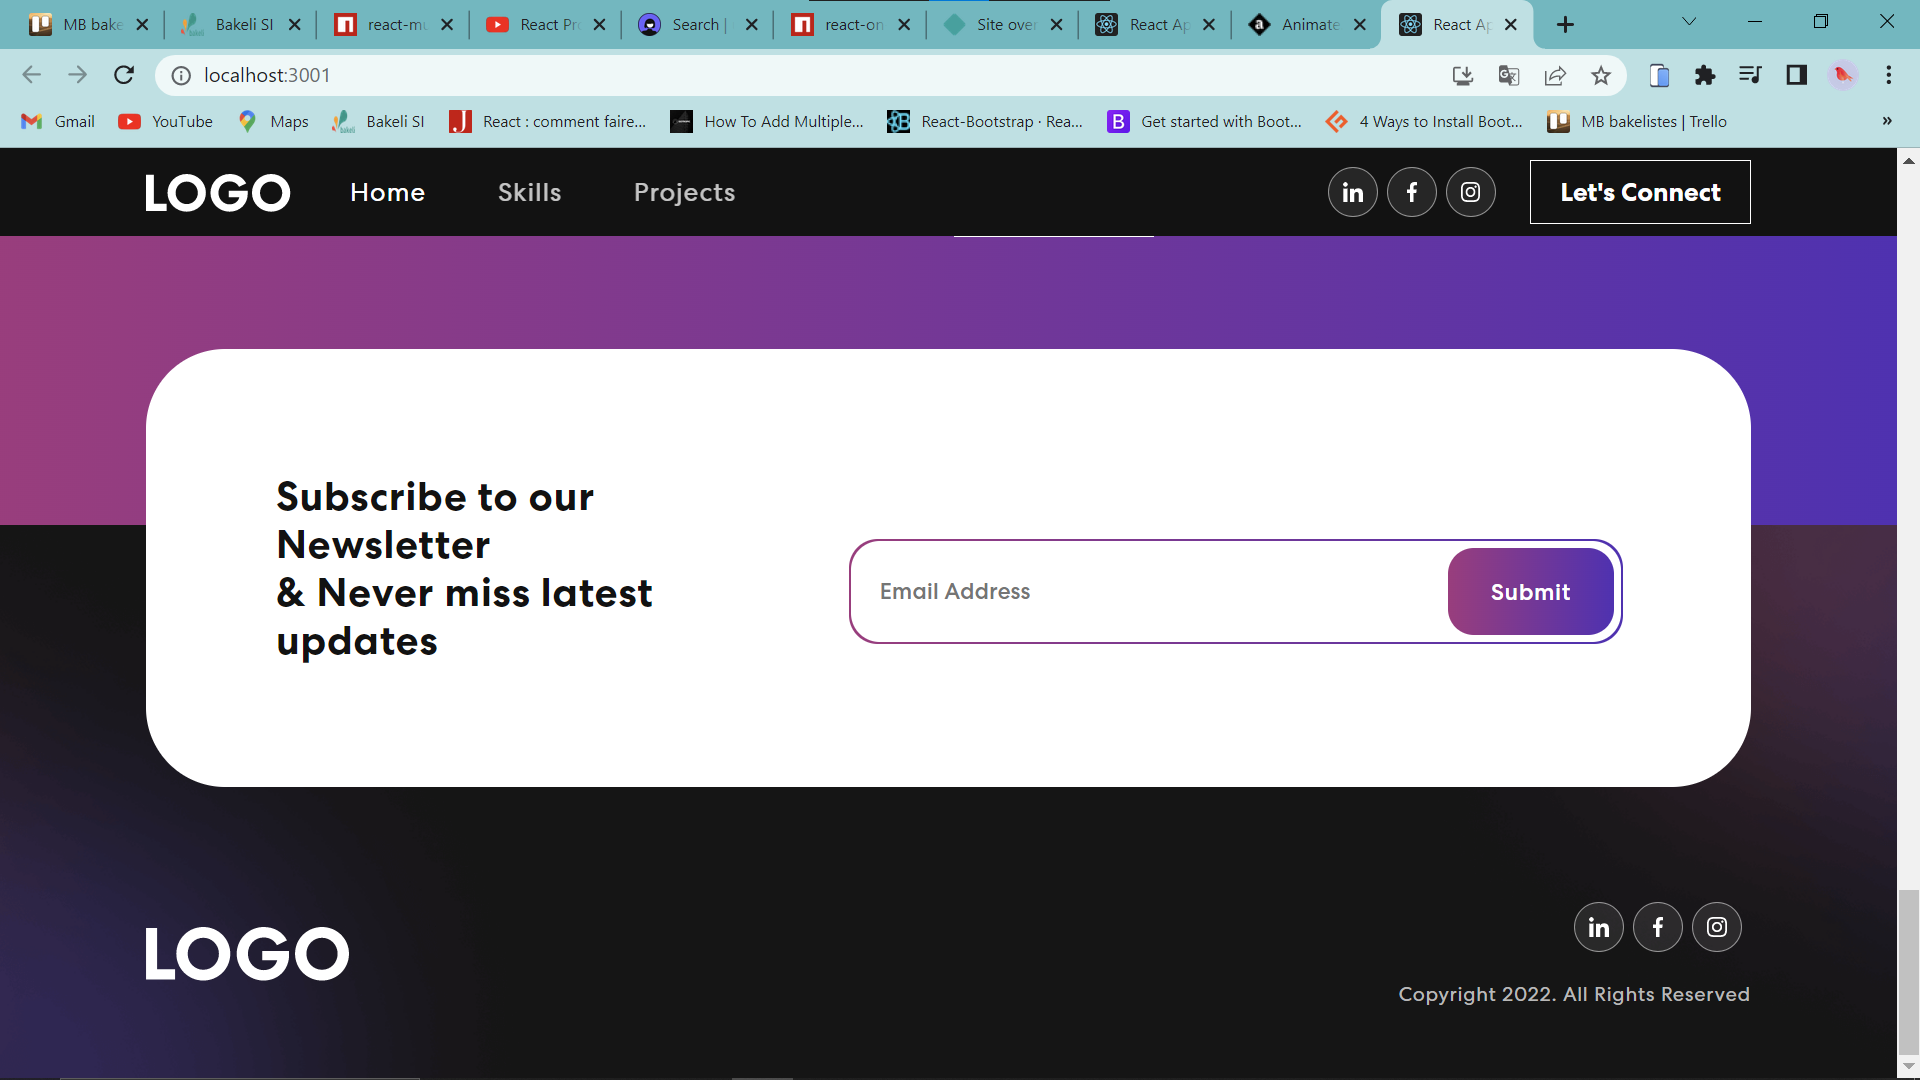 MB bake
Bakeli SI
react-mu
React Pro
Search |
react-on
Site over
React Ap
Animate
React Ap
localhost:3001
Gmail
YouTube
Maps
Bakeli SI
React : comment faire...
How To Add Multiple...
React-Bootstrap · Rea...
Get started with Boot...
4 Ways to Install Boot...
MB bakelistes | Trello
»
LOGO
Home
Skills
Projects
Let's Connect
Subscribe to our
Newsletter
& Never miss latest
updates
Email Address
Submit
LOGO
Copyright 2022. All Rights Reserved